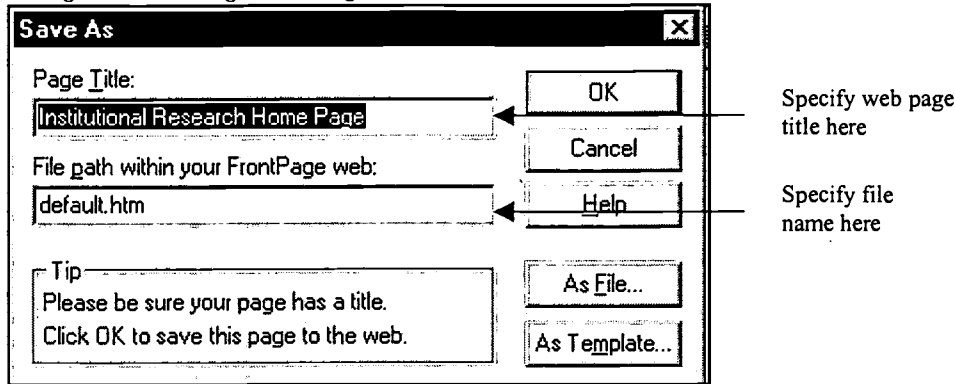 Save As
Page Title:
Institutional Research Home Page
File path within your FrontPage web:
default.htm
Tip
Please be sure your page has a title.
Click OK to save this page to the web.
OK
Cancel
Help
As File...
As Template...
Specify web page
title here
Specify file
name here